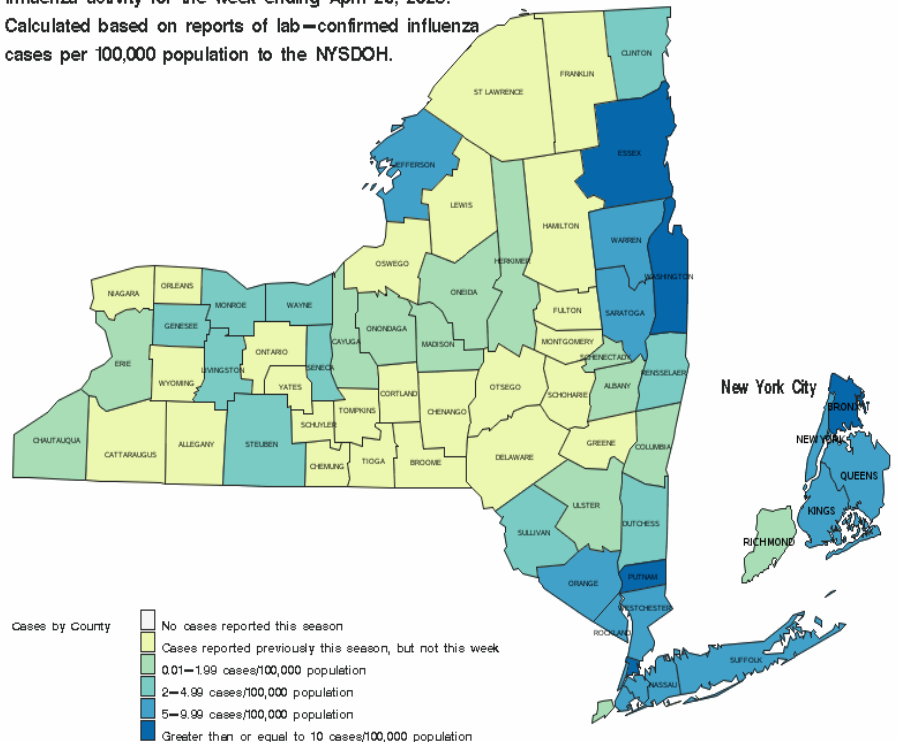 Calculated based on reports of lab-confirmed influenza
cases per 100,000 population to the NYSDOH.
CLINTON
FRANKLIN
ST LAWRENCE
ESSEX
JEFFERSON
LEWIS
HAMILTON
WARREN
HERKIMER
OSWEGO
WASHINGTON
ORLEANS
NIAGARA
ONEIDA
MONROE
WAYNE
FULTON
SARATOGA
GENESEE
ONONDAGA
CAYUGA
MADISON
MONTGOMERY
ONTARIO
SCHENECTADY
ERIE
LIVINGSTON
SENECA
RENSSELAER
WYOMING
YATES
OTSEGO
ALBANY
New York City
CORTLAND
SCHOHARIE
TOMPKINS
CHENANGO
BRONX
SCHUYLER
CHAUTAUQUA
ALLEGANY
STEUBEN
GREENE
COLUMBIA
NEW YORK
CATTARAUGUS
DELAWARE
TIOGA
BROOME
CHEMUNG
QUEENS
ULSTER
KINGS
DUTCHESS
SULLIVAN
RICHMOND
PUTNAM
ORANGE
WESTCHESTER
ROCKLAND
SUFFOLK
NASSAU
Cases by County
No cases reported this season
Cases reported previously this season, but not this week
0.01-1.99 cases/100,000 population
2-4.99 cases/100,000 population
5-9.99 cases/100,000 population
Greater than or equal to 10 cases/100,000 population